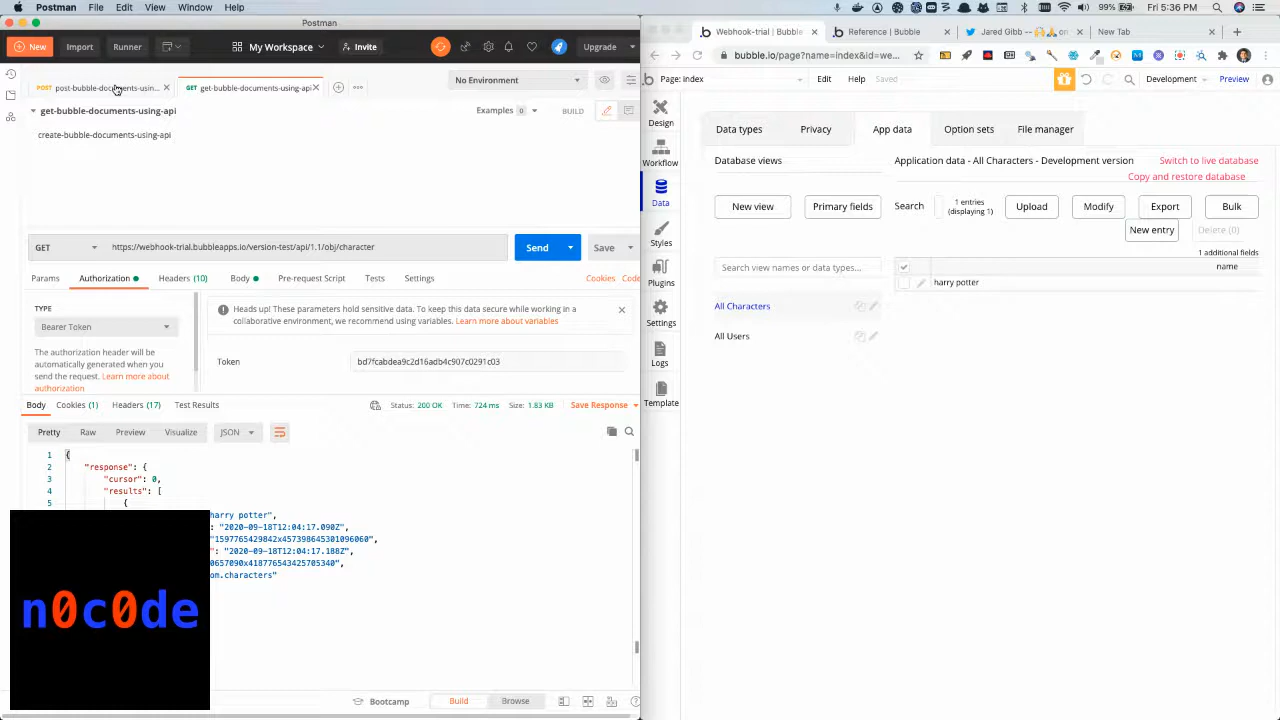 Postman File Edit View Window Help
Postman
New Import Runner My Workspace Invite Upgrade
POST post-bubble-documents-usin... GET get-bubble-documents-using-api
No Environment
get-bubble-documents-using-api
Examples 0 BUILD
create-bubble-documents-using-api
GET https://webhook-trial.bubbleapps.io/version-test/api/1.1/obj/character Send Save
Params Authorization Headers (10) Body Pre-request Script Tests Settings Cookies Code
TYPE
Bearer Token
The authorization header will be
automatically generated when you
send the request. Learn more about
authorization
Heads up! These parameters hold sensitive data. To keep this data secure while working in a
collaborative environment, we recommend using variables. Learn more about variables
Token bd7fcabdea9c2d16adb4c907c0291c03
Body Cookies (1) Headers (17) Test Results Status: 200 OK Time: 724 ms Size: 1.83 KB Save Response
Pretty Raw Preview Visualize JSON
1 {
2 "response": {
3 "cursor": 0,
4 "results": [
5 {
harry potter",
: "2020-09-18T12:04:17.090Z",
"1597765429842x457398645301096060",
": "2020-09-18T12:04:17.188Z",
0657090x418776543425705340",
om.characters"
n0c0de
Bootcamp Build Browse
Webhook-trial | Bubble Reference | Bubble Jared Gibb -- on New Tab
bubble.io/page?name=index&id=we...
Page: index Edit Help Saved Development Preview
Design
Workflow
Data
Styles
Plugins
Settings
Logs
Template
Data types Privacy App data Option sets File manager
Database views
Application data - All Characters - Development version Switch to live database
Copy and restore database
New view Primary fields Search 1 entries
(displaying 1)
Upload Modify Export Bulk
New entry Delete (0)
1 additional fields
Search view names or data types...
name
harry potter
All Characters
All Users